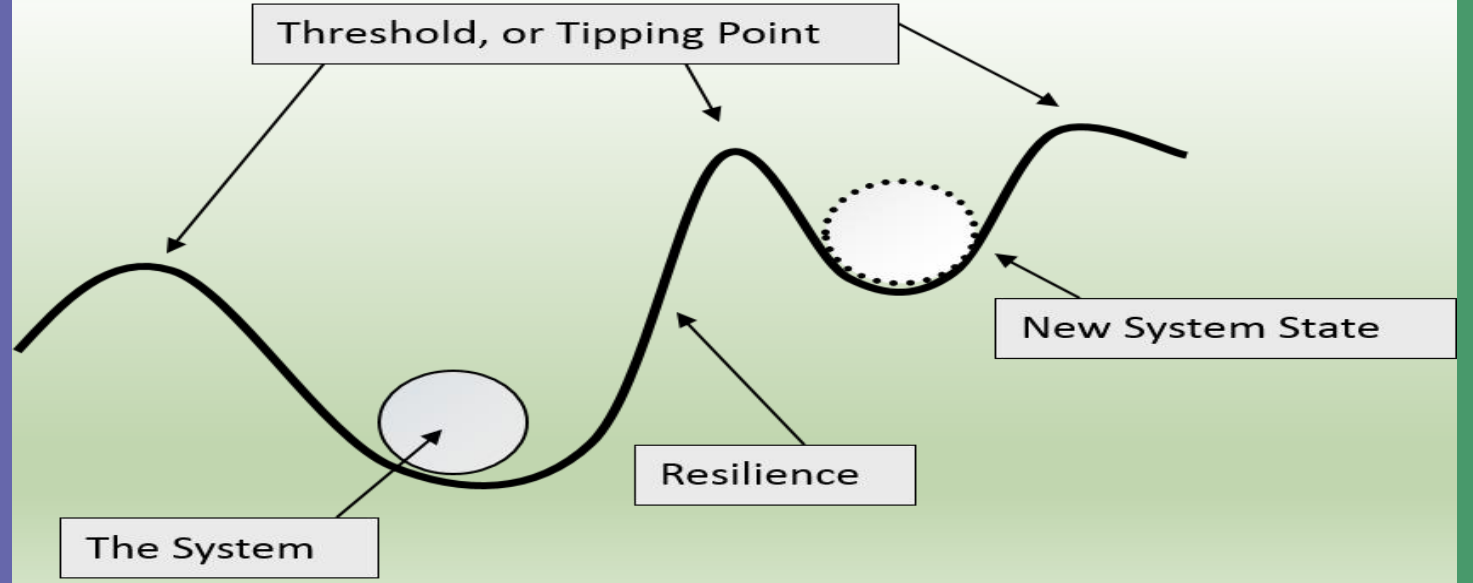 Threshold, or Tipping Point
New System State
Resilience
The System